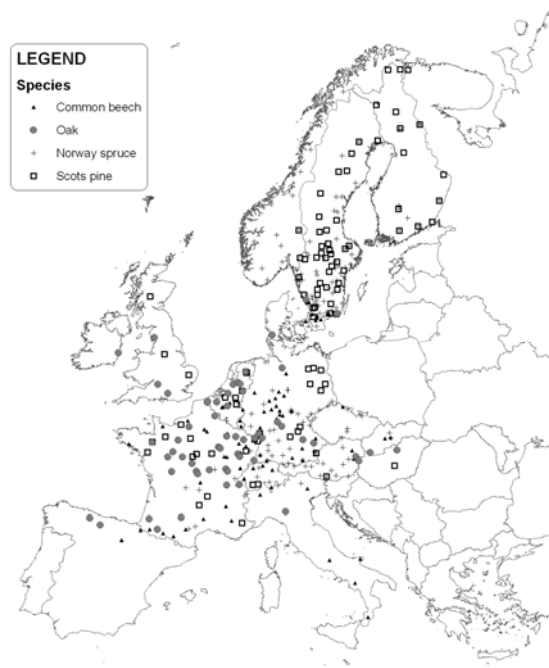 LEGEND
Species
Common beech
Oak
Norway spruce
Scots pine